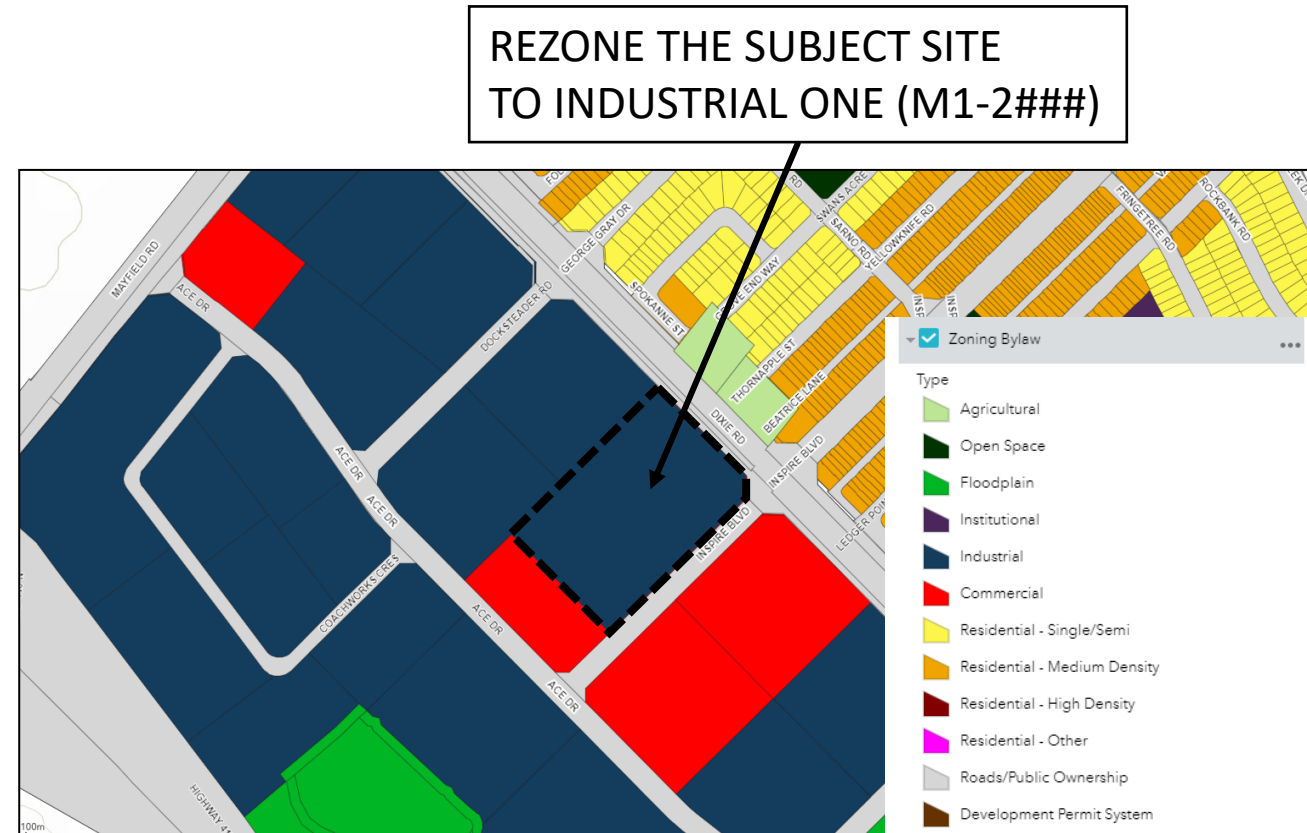 REZONE THE SUBJECT SITE
TO INDUSTRIAL ONE (M1-2###)
MAYFIELD RD
ACE DR
DOCKSTEADER RD
GEORGE GRAY DR
SPOKANNE ST
GROVE END WAY
RD
SWANS ACRE
SARNO RD
YELLOWKNIFE RD
FRINGETREE RD
ROCKBANK RD
THORNAPPLE ST
BEATRICE LANE
DIXIE RD
INSPIRE BLVD
INSPIRE BLVD
ACE DR
ACE DR
COACHWORKS CRES
ACE DR
ACE DR
HIGHWAY 41
100m
Zoning Bylaw
...
Type
Agricultural
Open Space
Floodplain
Institutional
Industrial
Commercial
Residential - Single/Semi
Residential - Medium Density
Residential - High Density
Residential - Other
Roads/Public Ownership
Development Permit System